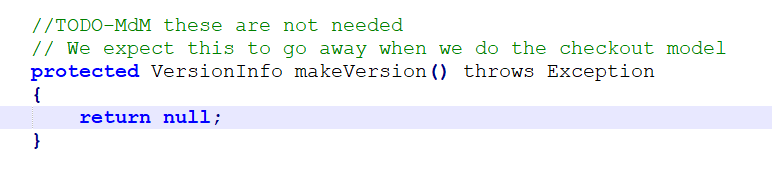 //TODO-MdM these are not needed
// We expect this to go away when we do the checkout model
protected VersionInfo makeVersion() throws Exception
{
return null;
}